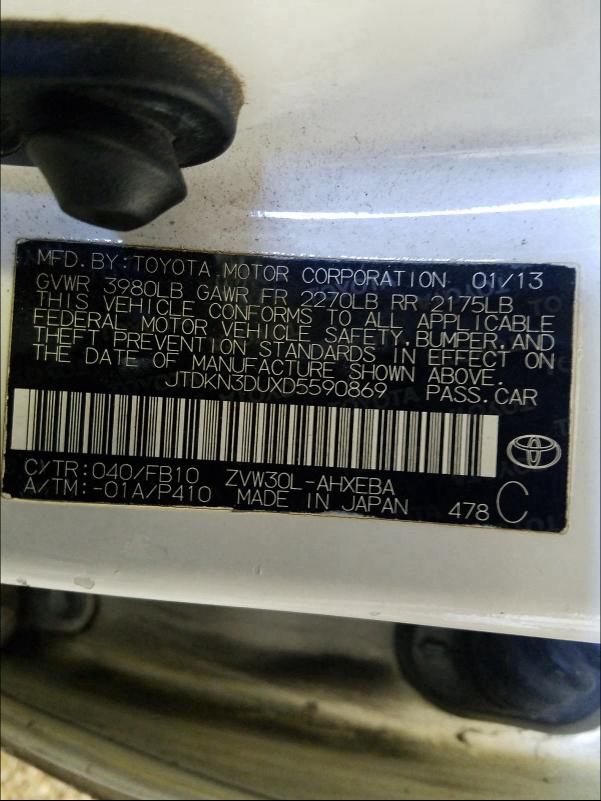 MFD. BY: TOYOTA MOTOR CORPORATION 01/13
GVWR 3980LB GAWR FR 2270LB RR 2175LB
THIS VEHICLE CONFORMS TO ALL APPLICABLE
FEDERAL MOTOR VEHICLE SAFETY, BUMPER, AND
THEFT PREVENTION STANDARDS IN EFFECT ON
THE DATE OF MANUFACTURE SHOWN ABOVE.
JTDKN3DUXD5590869 PASS. CAR
C/TR: 040/FB10 ZVW30L-AHXEBA
A/TM: -01A/P410 MADE IN JAPAN 478 C